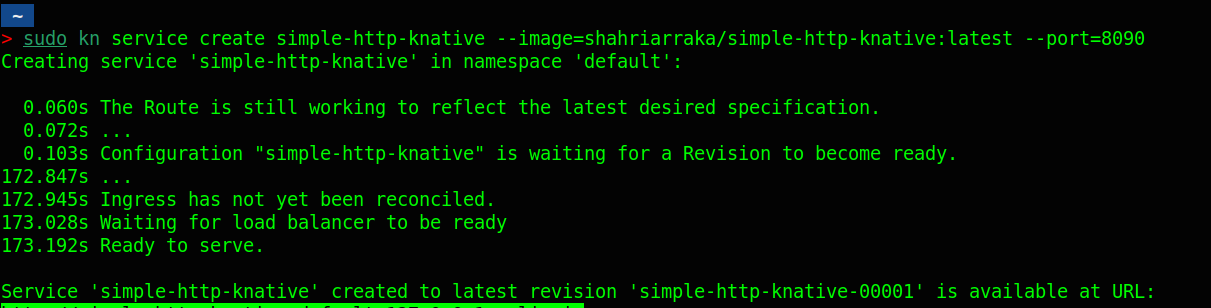 ~
> sudo kn service create simple-http-knative --image=shahriarraka/simple-http-knative:latest --port=8090
Creating service 'simple-http-knative' in namespace 'default':
0.060s The Route is still working to reflect the latest desired specification.
0.072s ...
0.103s Configuration "simple-http-knative" is waiting for a Revision to become ready.
172.847s ...
172.945s Ingress has not yet been reconciled.
173.028s Waiting for load balancer to be ready
173.192s Ready to serve.
Service 'simple-http-knative' created to latest revision 'simple-http-knative-00001' is available at URL: